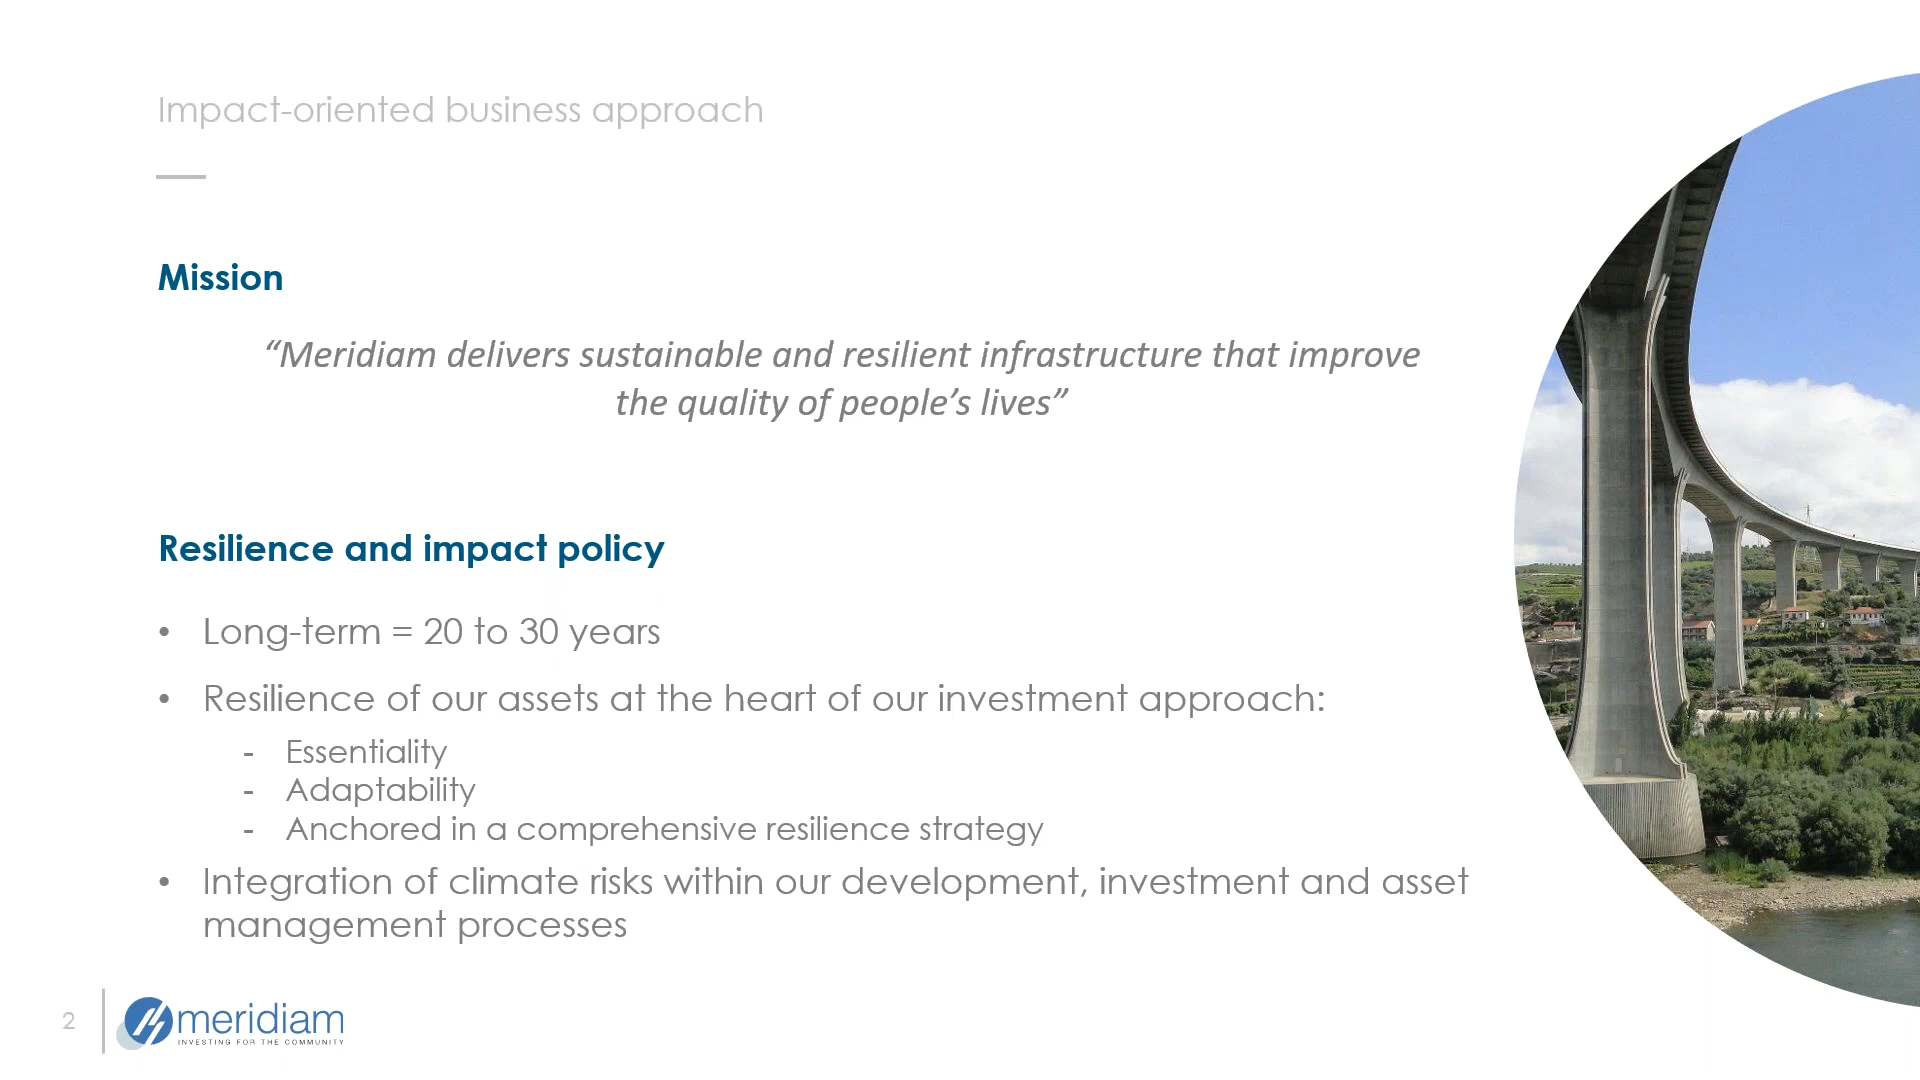 Impact-oriented business approach
Mission
“Meridiam delivers sustainable and resilient infrastructure that improve
the quality of people’s lives”
Resilience and impact policy
• Long-term = 20 to 30 years
• Resilience of our assets at the heart of our investment approach:
- Essentiality
- Adaptability
- Anchored in a comprehensive resilience strategy
• Integration of climate risks within our development, investment and asset
management processes
2
meridiam
INVESTING FOR THE COMMUNITY